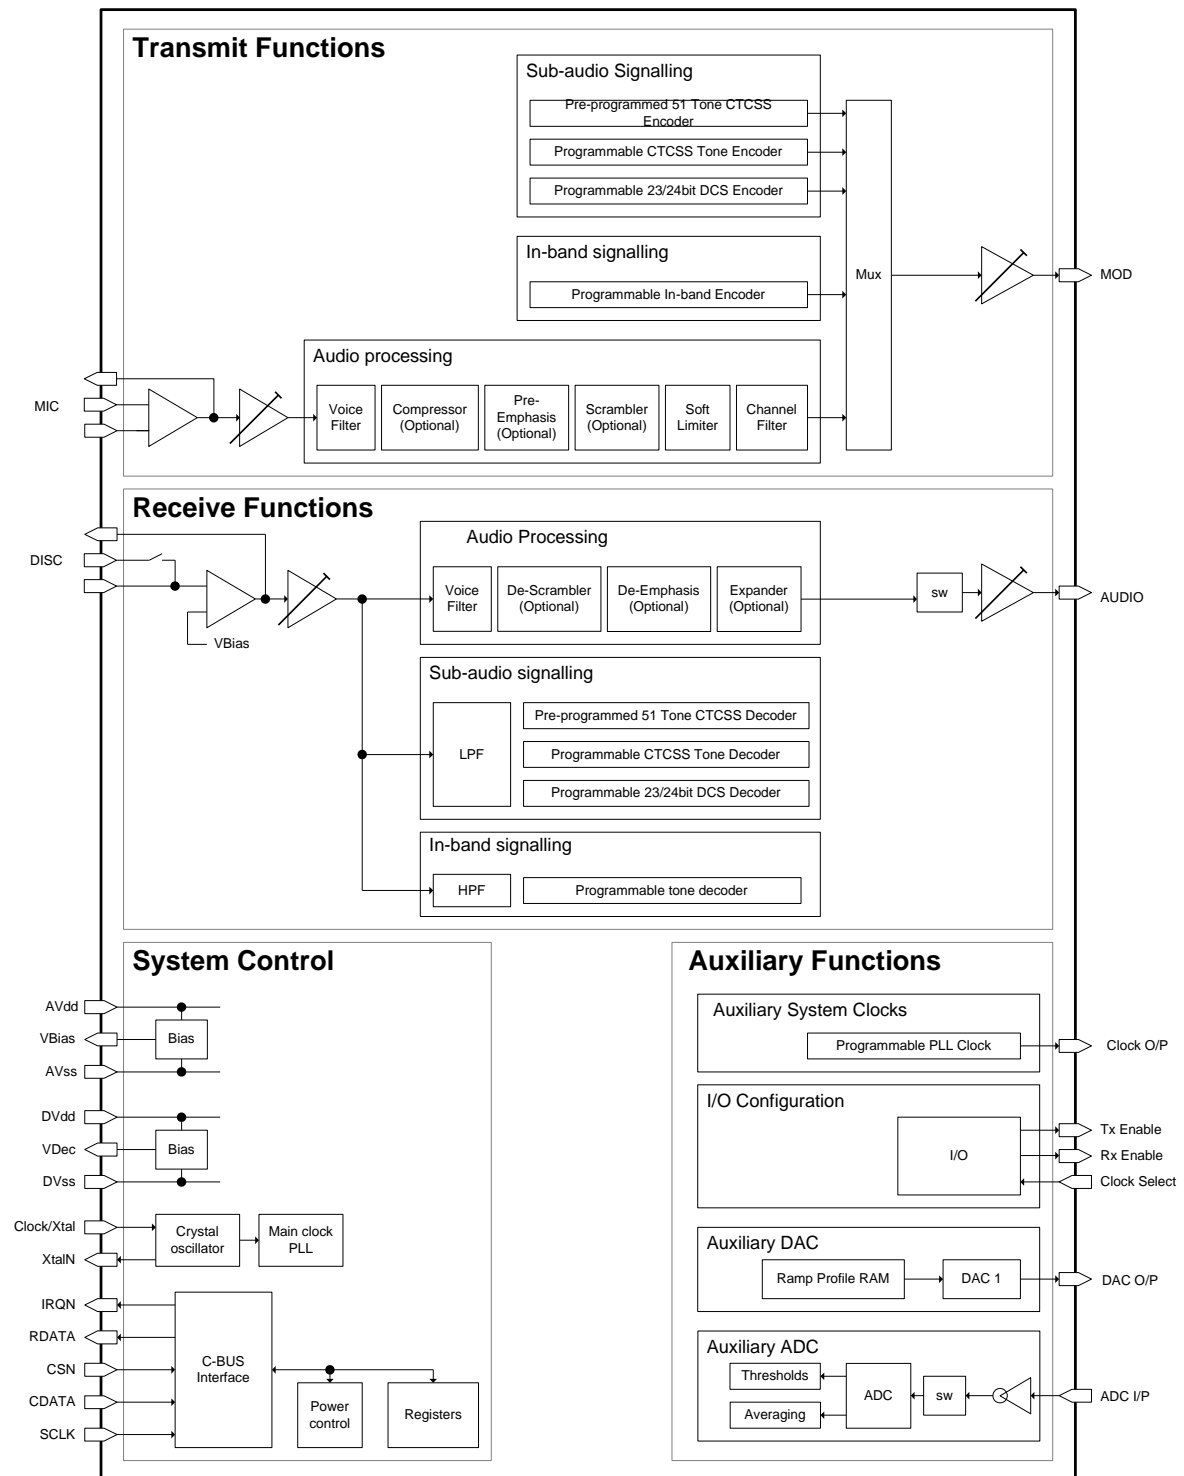 Transmit Functions
Sub-audio Signalling
Pre-programmed 51 Tone CTCSS
Encoder
Programmable CTCSS Tone Encoder
Programmable 23/24bit DCS Encoder
In-band signalling
Programmable In-band Encoder
Mux
MOD
Audio processing
MIC
Voice
Filter
Compressor
(Optional)
Pre-
Emphasis
(Optional)
Scrambler
(Optional)
Soft
Limiter
Channel
Filter
Receive Functions
DISC
VBias
Audio Processing
Voice
Filter
De-Scrambler
(Optional)
De-Emphasis
(Optional)
Expander
(Optional)
sw
AUDIO
Sub-audio signalling
LPF
Pre-programmed 51 Tone CTCSS Decoder
Programmable CTCSS Tone Decoder
Programmable 23/24bit DCS Decoder
In-band signalling
HPF
Programmable tone decoder
System Control
AVdd
VBias
Bias
AVss
DVdd
VDec
Bias
DVss
Clock/Xtal
XtalN
Crystal
oscillator
Main clock
PLL
IRQN
RDATA
CSN
CDATA
SCLK
C-BUS
Interface
Power
control
Registers
Auxiliary Functions
Auxiliary System Clocks
Programmable PLL Clock
Clock O/P
I/O Configuration
I/O
Tx Enable
Rx Enable
Clock Select
Auxiliary DAC
Ramp Profile RAM
DAC 1
DAC O/P
Auxiliary ADC
Thresholds
Averaging
ADC
sw
ADC I/P